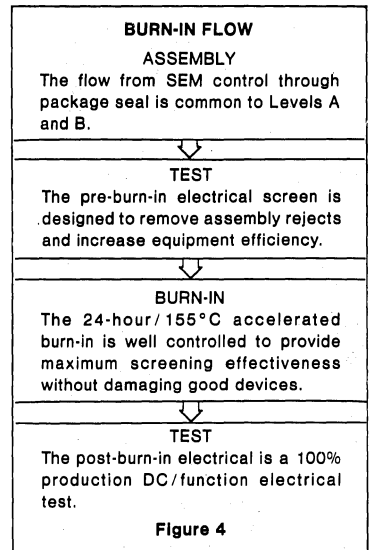 BURN-IN FLOW
ASSEMBLY
The flow from SEM control through
package seal is common to Levels A
and B.
TEST
The pre-burn-in electrical screen is
designed to remove assembly rejects
and increase equipment efficiency.
BURN-IN
The 24-hour/155°C accelerated
burn-in is well controlled to provide
maximum screening effectiveness
without damaging good devices.
TEST
The post-burn-in electrical is a 100%
production DC/function electrical
test.
Figure 4